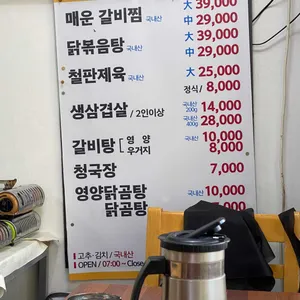 大 39,000
매운 갈비찜 국내산 中 29,000
大 39,000
닭볶음탕 국내산 中 29,000
철판제육 국내산 大 25,000
정식 / 8,000
생삼겹살 / 2인이상 국내산 200g 14,000
국내산 400g 28,000
갈비탕 [ 영양 국내산 10,000
우거지 8,000
청국장 7,000
영양닭곰탕 국내산 10,000
닭곰탕
고추·김치 / 국내산
OPEN / 07:00~ Close